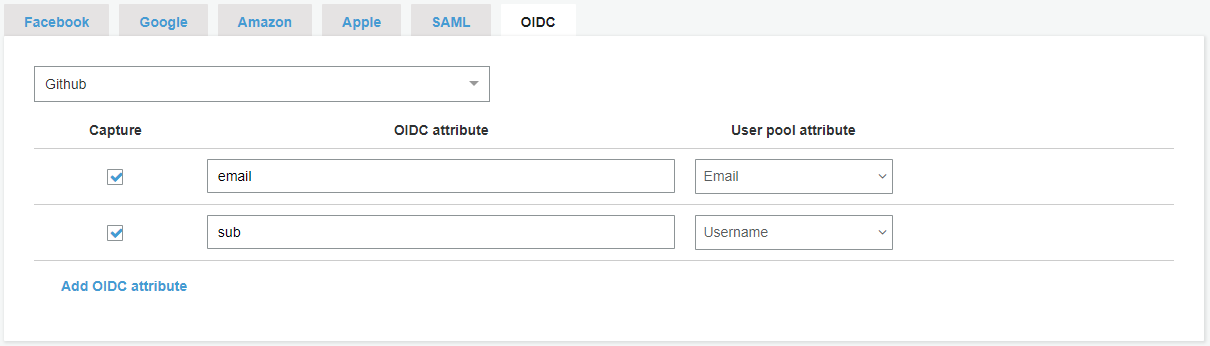 Facebook Google Amazon Apple SAML OIDC
Github
Capture OIDC attribute User pool attribute
email Email
sub Username
Add OIDC attribute